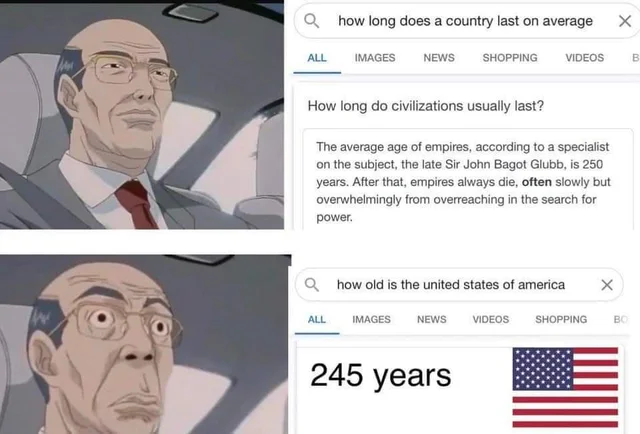 how long does a country last on average
ALL IMAGES NEWS SHOPPING VIDEOS B
How long do civilizations usually last?
The average age of empires, according to a specialist
on the subject, the late Sir John Bagot Glubb, is 250
years. After that, empires always die, often slowly but
overwhelmingly from overreaching in the search for
power.
how old is the united states of america
ALL IMAGES NEWS VIDEOS SHOPPING BO
245 years